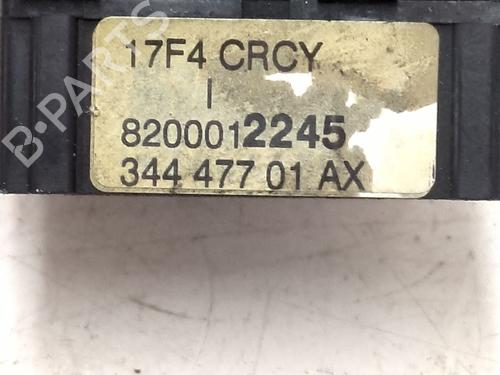 17F4 CRCY
I
8200012245
344 477 01 AX
B-PARTS